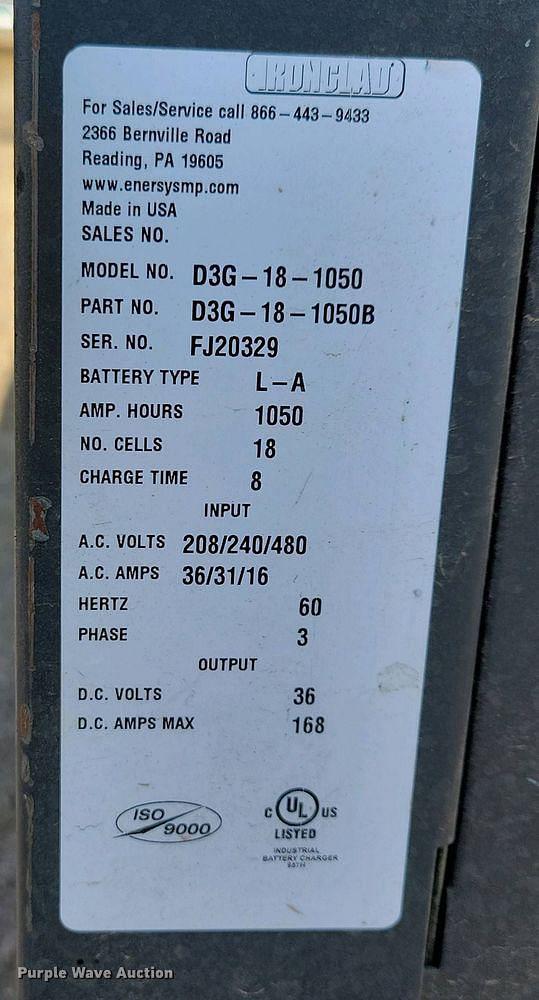 IRONCLAD
For Sales/Service call 866-443-9433
2366 Bernville Road
Reading, PA 19605
www.enersysmp.com
Made in USA
SALES NO.
MODEL NO. D3G-18-1050
PART NO. D3G-18-1050B
SER. NO. FJ20329
BATTERY TYPE L-A
AMP. HOURS 1050
NO. CELLS 18
CHARGE TIME 8
INPUT
A.C. VOLTS 208/240/480
A.C. AMPS 36/31/16
HERTZ 60
PHASE 3
OUTPUT
D.C. VOLTS 36
D.C. AMPS MAX 168
ISO 9000
C UL US
LISTED
INDUSTRIAL
BATTERY CHARGER
Purple Wave Auction